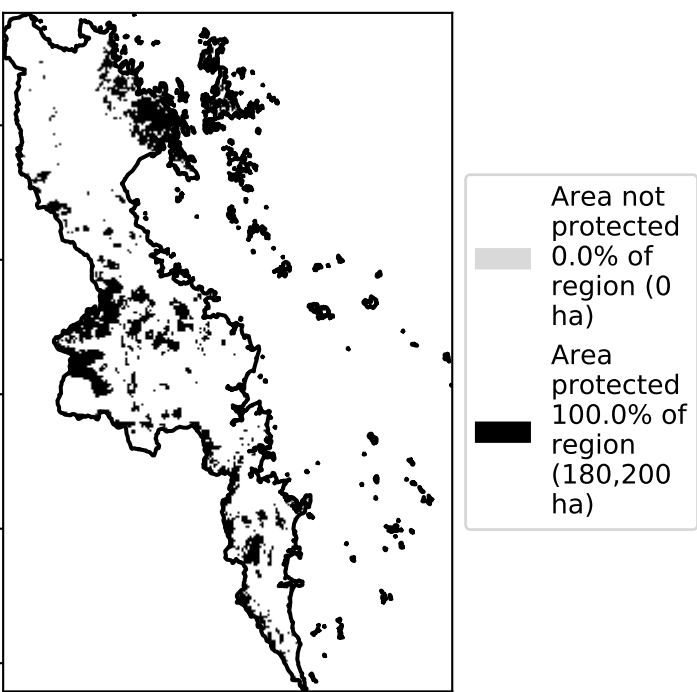 Area not
protected
0.0% of
region (0
ha)
Area
protected
100.0% of
region
(180,200
ha)